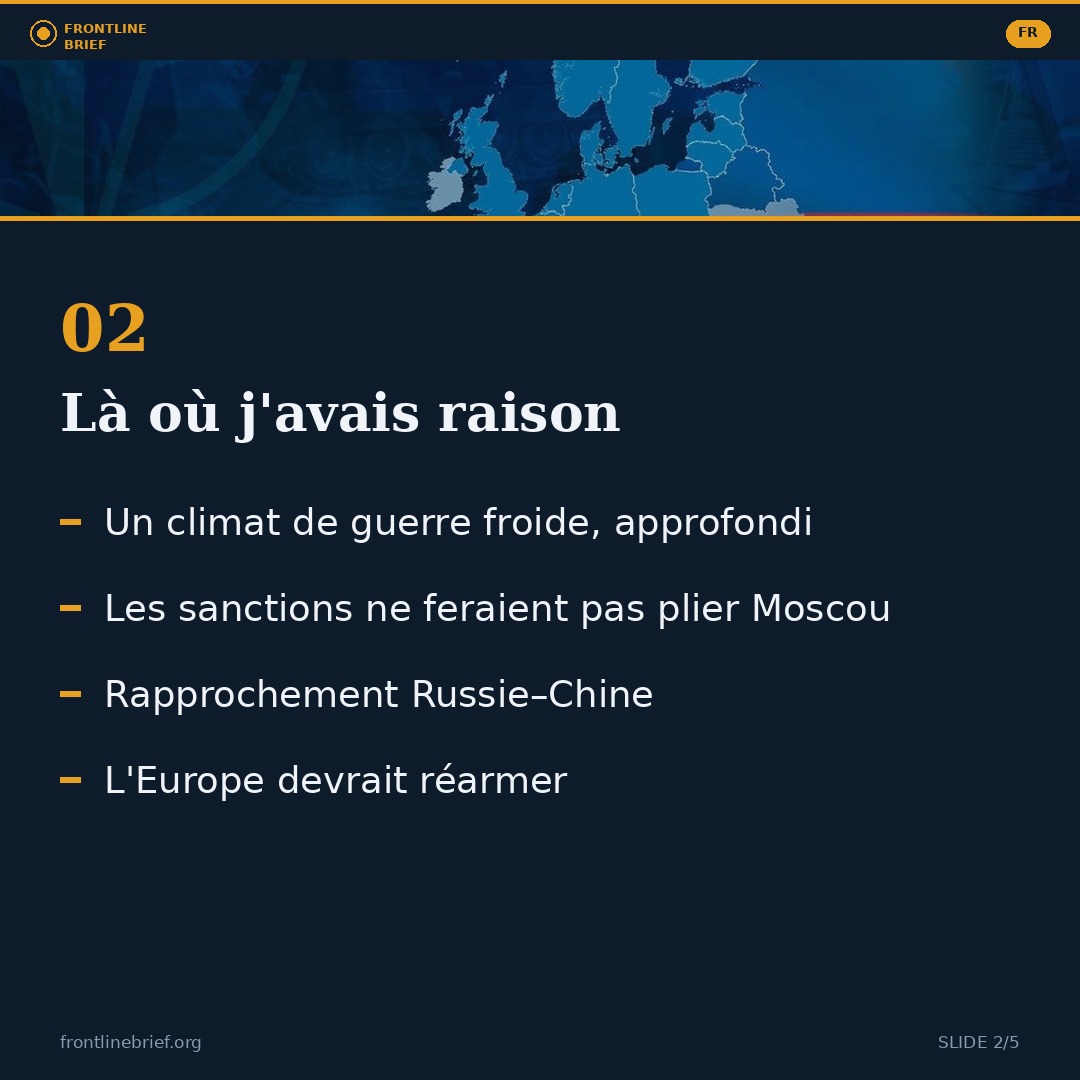 FRONTLINE
BRIEF
FR
02
Là où j'avais raison
Un climat de guerre froide, approfondi
Les sanctions ne feraient pas plier Moscou
Rapprochement Russie–Chine
L'Europe devrait réarmer
frontlinebrief.org
SLIDE 2/5